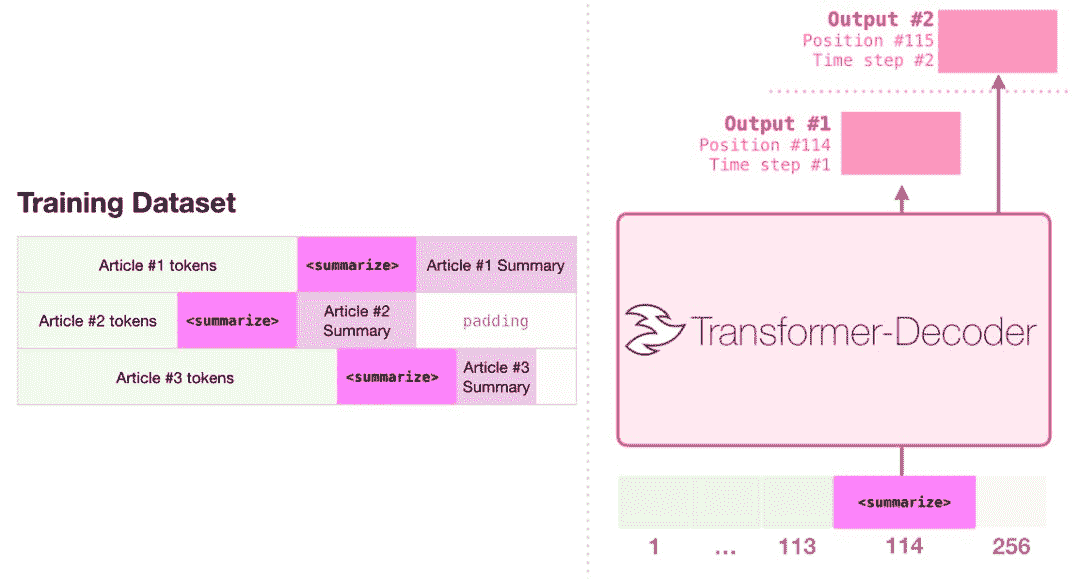 Training Dataset
Article #1 tokens <summarize> Article #1 Summary
Article #2 tokens <summarize> Article #2 Summary padding
Article #3 tokens <summarize> Article #3 Summary
Output #2
Position #115
Time step #2
Output #1
Position #114
Time step #1
Transformer-Decoder
<summarize>
1 ... 113 114 256